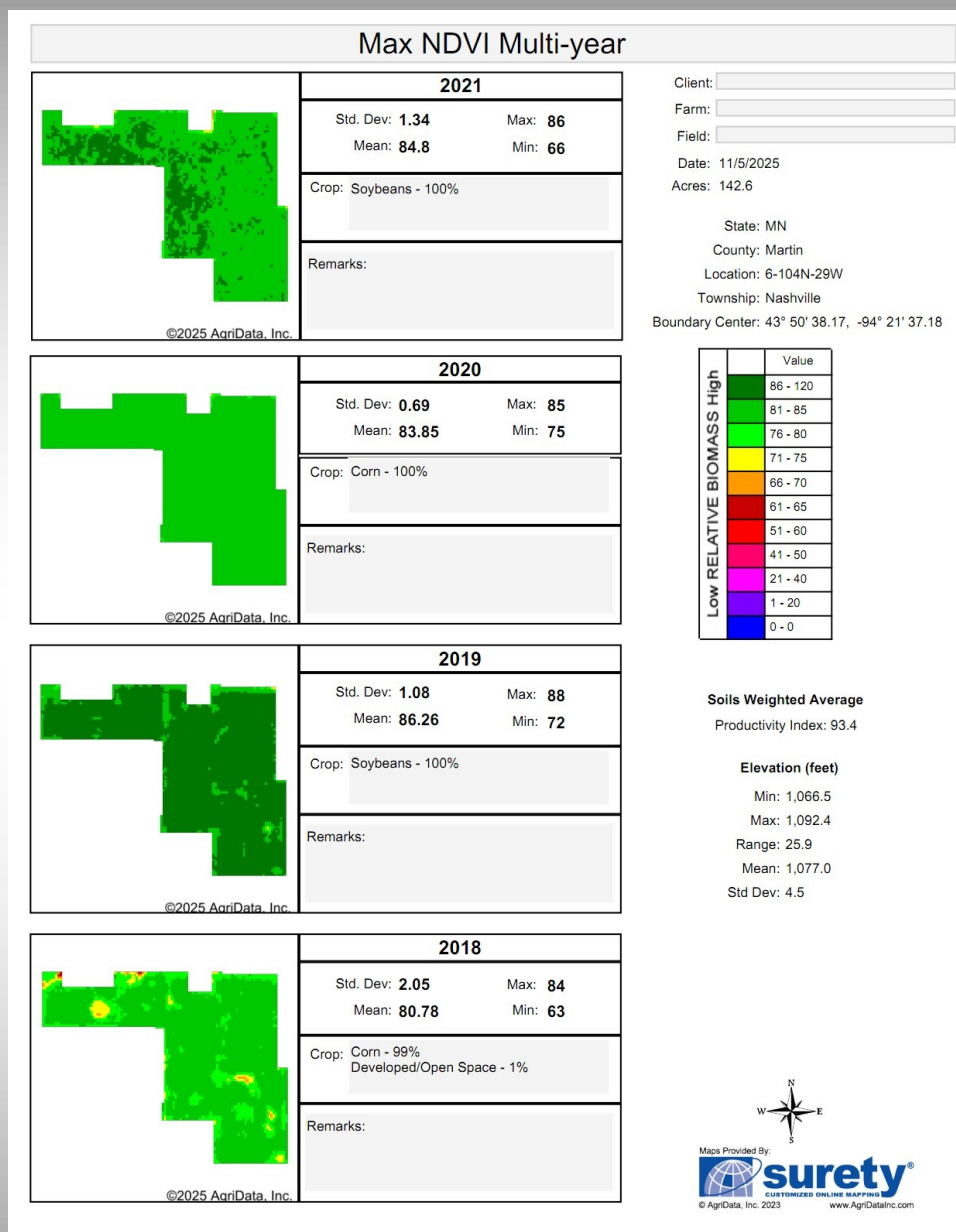 Max NDVI Multi-year
2021
Std. Dev: 1.34 Max: 86
Mean: 84.8 Min: 66
Crop: Soybeans - 100%
Remarks:
©2025 AgriData, Inc.
2020
Std. Dev: 0.69 Max: 85
Mean: 83.85 Min: 75
Crop: Corn - 100%
Remarks:
©2025 AgriData, Inc.
2019
Std. Dev: 1.08 Max: 88
Mean: 86.26 Min: 72
Crop: Soybeans - 100%
Remarks:
©2025 AgriData, Inc.
2018
Std. Dev: 2.05 Max: 84
Mean: 80.78 Min: 63
Crop: Corn - 99%
Developed/Open Space - 1%
Remarks:
©2025 AgriData, Inc.
Client:
Farm:
Field:
Date: 11/5/2025
Acres: 142.6
State: MN
County: Martin
Location: 6-104N-29W
Township: Nashville
Boundary Center: 43° 50' 38.17, -94° 21' 37.18
Low RELATIVE BIOMASS High
Value
86 - 120
81 - 85
76 - 80
71 - 75
66 - 70
61 - 65
51 - 60
41 - 50
21 - 40
1 - 20
0 - 0
Soils Weighted Average
Productivity Index: 93.4
Elevation (feet)
Min: 1,066.5
Max: 1,092.4
Range: 25.9
Mean: 1,077.0
Std Dev: 4.5
N
W E
S
Maps Provided By:
surety®
CUSTOMIZED ONLINE MAPPING
© AgriData, Inc. 2023 www.AgriDataInc.com